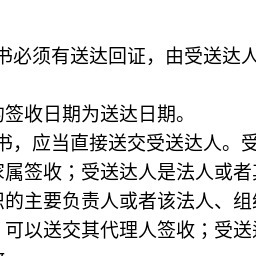 书必须有送达回证，由受送达人
的签收日期为送达日期。
书，应当直接送交受送达人。受
家属签收；受送达人是法人或者其
织的主要负责人或者该法人、组织
，可以送交其代理人签收；受送达